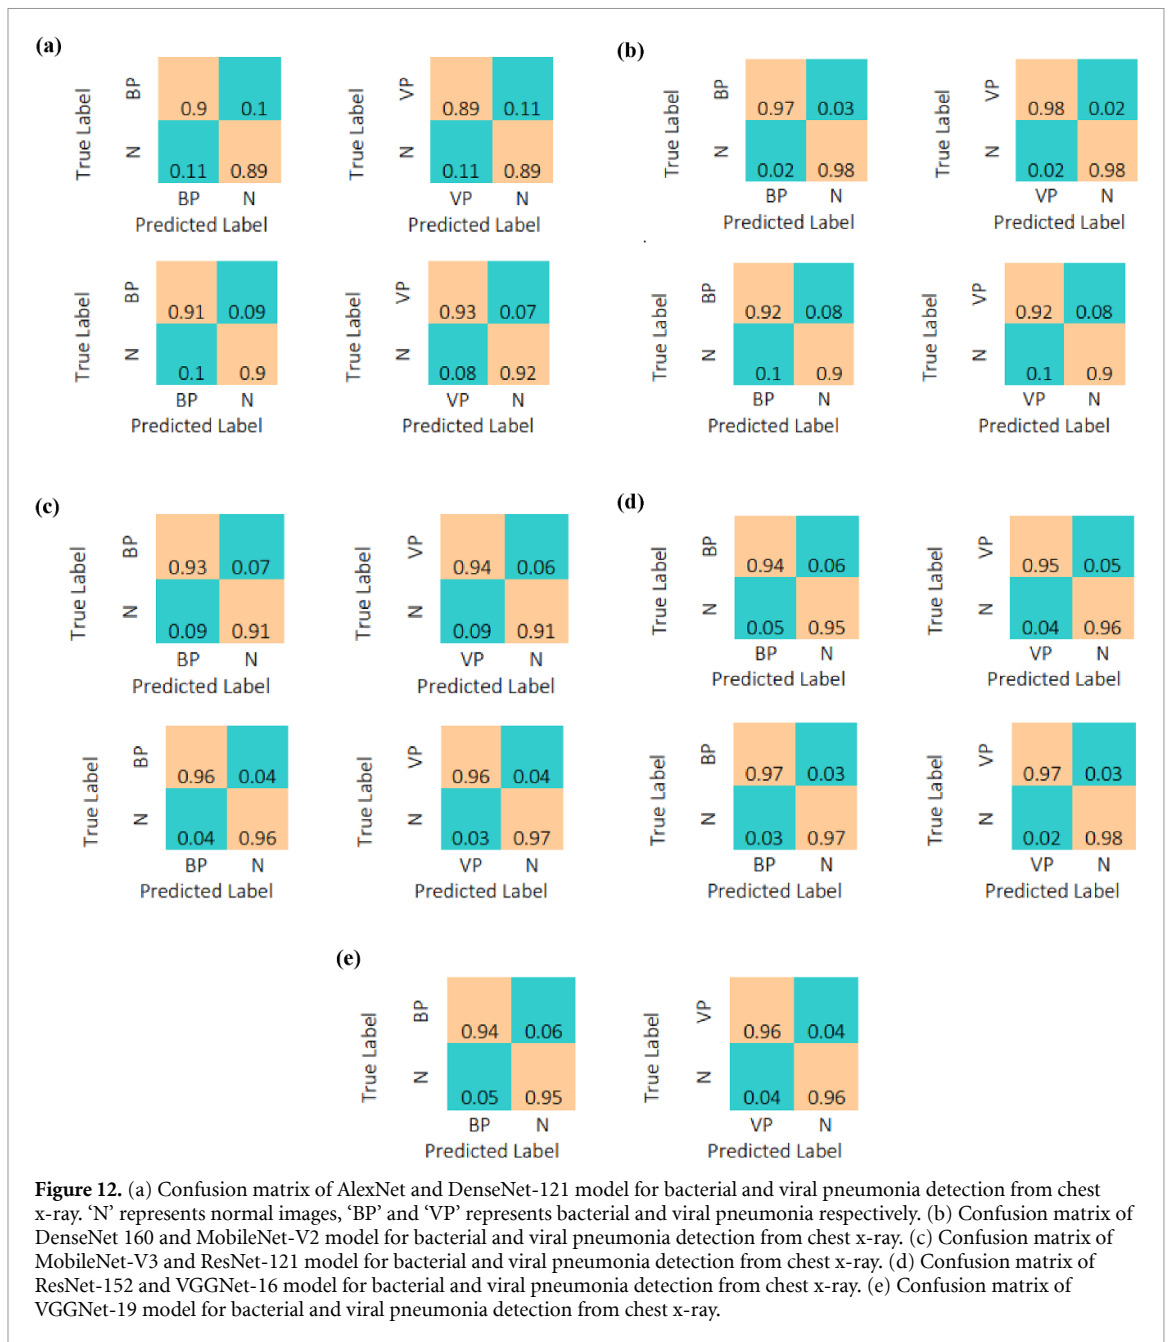 (a)
True Label
BP
N
0.9 0.1
0.11 0.89
BP N
Predicted Label
True Label
VP
N
0.89 0.11
0.11 0.89
VP N
Predicted Label
True Label
BP
N
0.91 0.09
0.1 0.9
BP N
Predicted Label
True Label
VP
N
0.93 0.07
0.08 0.92
VP N
Predicted Label
(b)
True Label
BP
N
0.97 0.03
0.02 0.98
BP N
Predicted Label
True Label
VP
N
0.98 0.02
0.02 0.98
VP N
Predicted Label
True Label
BP
N
0.92 0.08
0.1 0.9
BP N
Predicted Label
True Label
VP
N
0.92 0.08
0.1 0.9
VP N
Predicted Label
(c)
True Label
BP
N
0.93 0.07
0.09 0.91
BP N
Predicted Label
True Label
VP
N
0.94 0.06
0.09 0.91
VP N
Predicted Label
True Label
BP
N
0.96 0.04
0.04 0.96
BP N
Predicted Label
True Label
VP
N
0.96 0.04
0.03 0.97
VP N
Predicted Label
(d)
True Label
BP
N
0.94 0.06
0.05 0.95
BP N
Predicted Label
True Label
VP
N
0.95 0.05
0.04 0.96
VP N
Predicted Label
True Label
BP
N
0.97 0.03
0.03 0.97
BP N
Predicted Label
True Label
VP
N
0.97 0.03
0.02 0.98
VP N
Predicted Label
(e)
True Label
BP
N
0.94 0.06
0.05 0.95
BP N
Predicted Label
True Label
VP
N
0.96 0.04
0.04 0.96
VP N
Predicted Label
Figure 12. (a) Confusion matrix of AlexNet and DenseNet-121 model for bacterial and viral pneumonia detection from chest
x-ray. ‘N’ represents normal images, ‘BP’ and ‘VP’ represents bacterial and viral pneumonia respectively. (b) Confusion matrix of
DenseNet 160 and MobileNet-V2 model for bacterial and viral pneumonia detection from chest x-ray. (c) Confusion matrix of
MobileNet-V3 and ResNet-121 model for bacterial and viral pneumonia detection from chest x-ray. (d) Confusion matrix of
ResNet-152 and VGGNet-16 model for bacterial and viral pneumonia detection from chest x-ray. (e) Confusion matrix of
VGGNet-19 model for bacterial and viral pneumonia detection from chest x-ray.